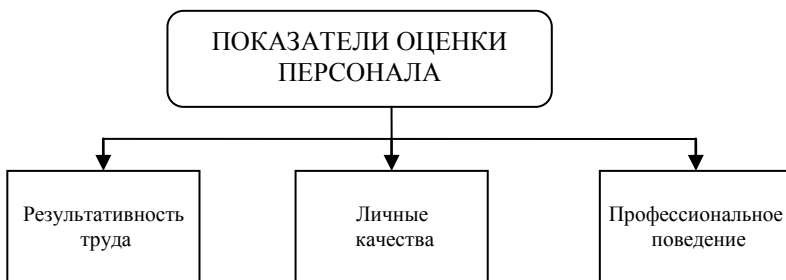 ПОКАЗАТЕЛИ ОЦЕНКИ
ПЕРСОНАЛА
Результативность
труда
Личные
качества
Профессиональное
поведение